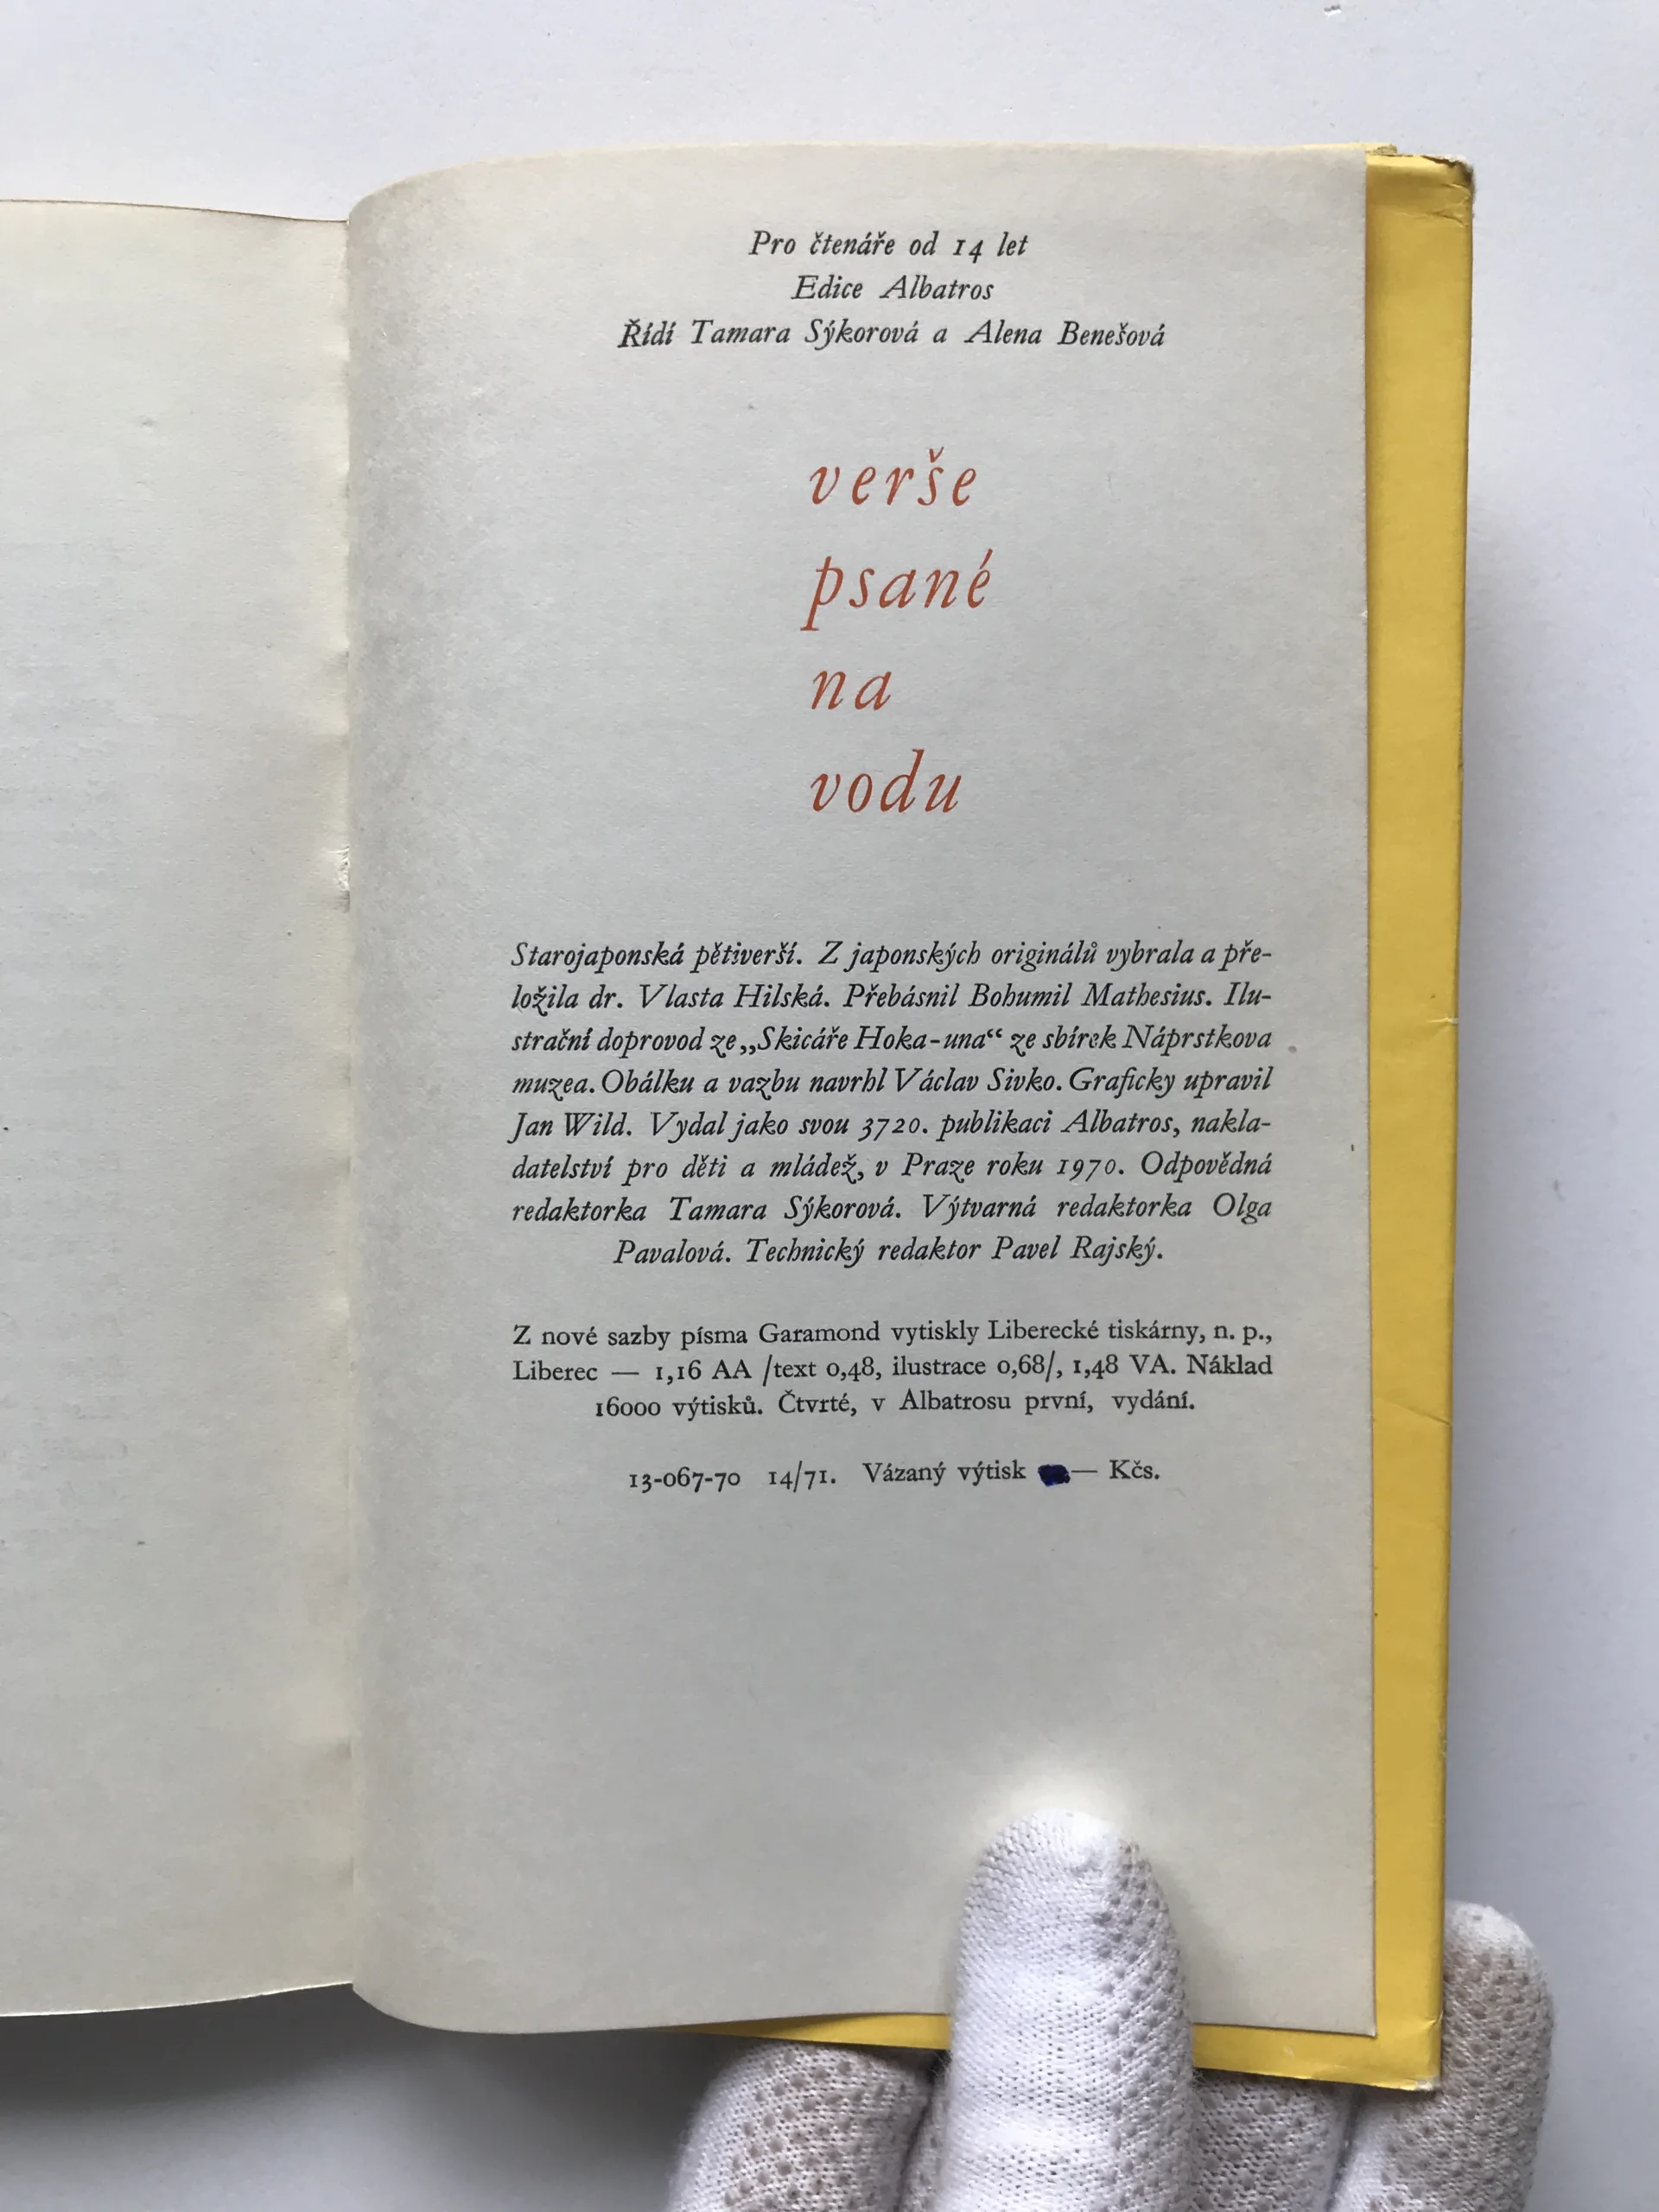 Pro čtenáře od 14 let
Edice Albatros
Řídí Tamara Sýkorová a Alena Benešová
verše
psané
na
vodu
Starojaponská pětiverší. Z japonských originálů vybrala a pře-
ložila dr. Vlasta Hilská. Přebásnil Bohumil Mathesius. Ilu-
strační doprovod ze „Skicáře Hoka-una“ ze sbírek Náprstkova
muzea. Obálku a vazbu navrhl Václav Sivko. Graficky upravil
Jan Wild. Vydal jako svou 3720. publikaci Albatros, nakla-
datelství pro děti a mládež, v Praze roku 1970. Odpovědná
redaktorka Tamara Sýkorová. Výtvarná redaktorka Olga
Pavalová. Technický redaktor Pavel Rajský.
Z nové sazby písma Garamond vytiskly Liberecké tiskárny, n. p.,
Liberec — 1,16 AA /text 0,48, ilustrace 0,68/, 1,48 VA. Náklad
16000 výtisků. Čtvrté, v Albatrosu první, vydání.
13-067-70 14/71. Vázaný výtisk — Kčs.